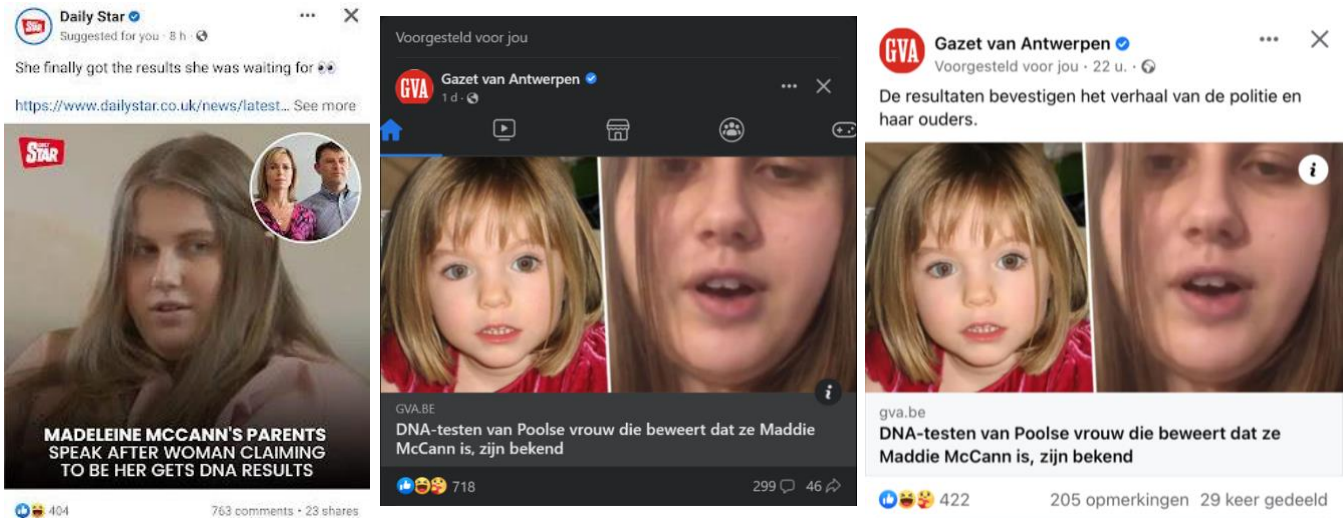 Daily Star
Suggested for you · 8 h ·
She finally got the results she was waiting for 👀
https://www.dailystar.co.uk/news/latest... See more
DAILY STAR
MADELEINE MCCANN'S PARENTS
SPEAK AFTER WOMAN CLAIMING
TO BE HER GETS DNA RESULTS
404
763 comments • 23 shares
Voorgesteld voor jou
GVA
Gazet van Antwerpen
1 d ·
GVA.BE
DNA-testen van Poolse vrouw die beweert dat ze Maddie
McCann is, zijn bekend
718
299
46
GVA
Gazet van Antwerpen
Voorgesteld voor jou · 22 u. ·
De resultaten bevestigen het verhaal van de politie en
haar ouders.
gva.be
DNA-testen van Poolse vrouw die beweert dat ze
Maddie McCann is, zijn bekend
422
205 opmerkingen 29 keer gedeeld